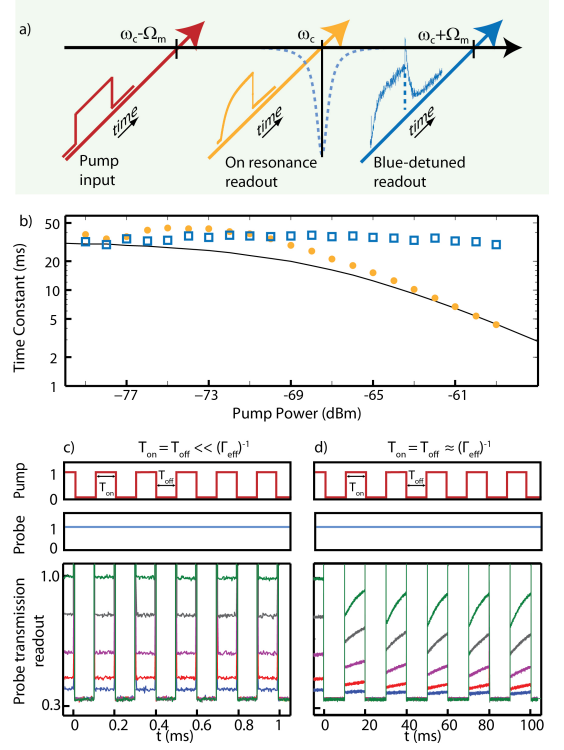 a)
ωc-Ωm
ωc
ωc+Ωm
time
time
time
Pump
input
On resonance
readout
Blue-detuned
readout
b)
Time Constant (ms)
50
20
10
5
2
1
−77
−73
−69
−65
−61
Pump Power (dBm)
c)
Ton = Toff << (Γeff)-1
d)
Ton = Toff ≈ (Γeff)-1
Pump
1
0
Ton
Toff
1
0
Ton
Toff
Probe
1
0
1
0
Probe transmission
readout
1.0
0.3
0 0.2 0.4 0.6 0.8 1
t (ms)
0 20 40 60 80 100
t (ms)